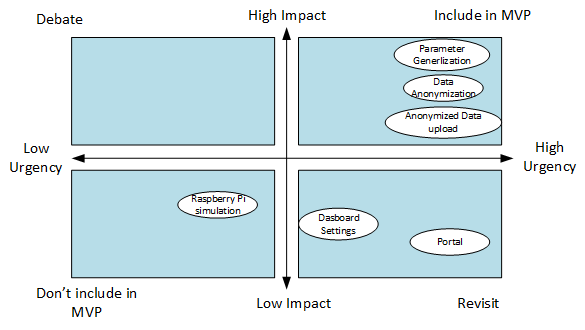 Debate
High Impact
Include in MVP
Parameter
Generlization
Data
Anonymization
Anonymized Data
upload
Low
Urgency
High
Urgency
Raspberry Pi
simulation
Dasboard
Settings
Portal
Don't include in
MVP
Low Impact
Revisit